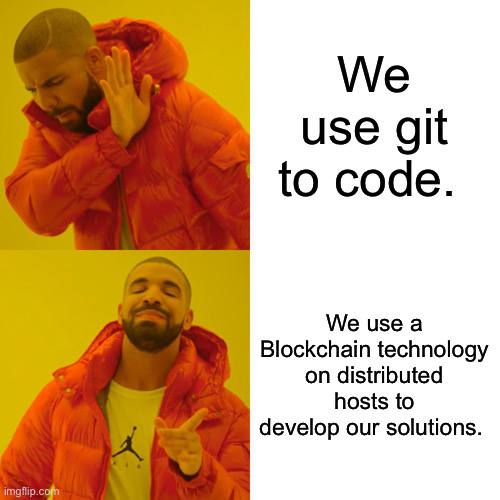 We
use git
to code.
We use a
Blockchain technology
on distributed
hosts to
develop our solutions.
imgflip.com